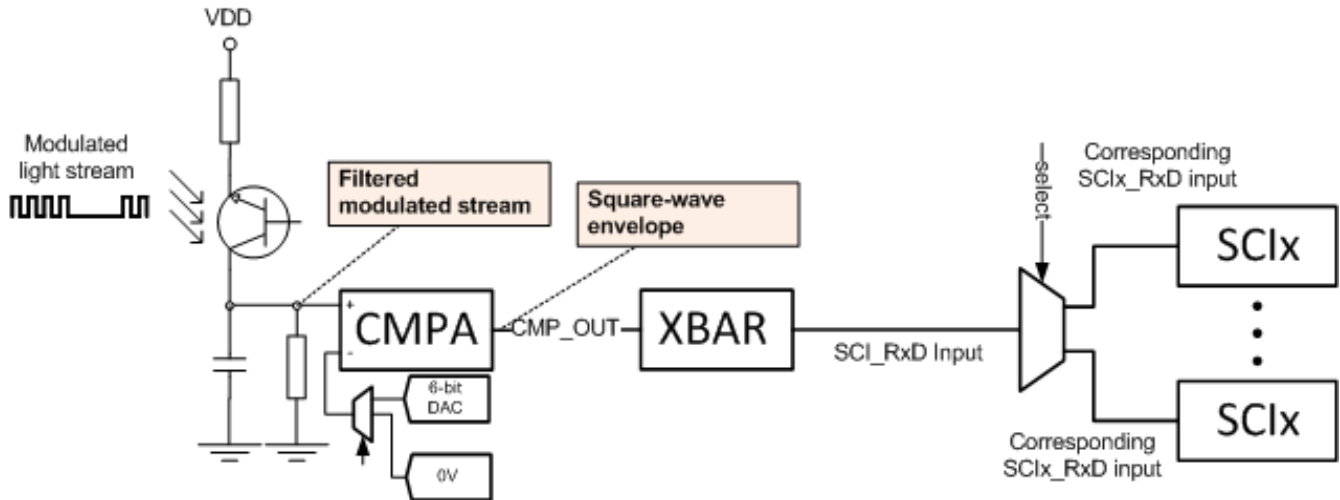 VDD
Modulated
light stream
Filtered
modulated stream
Square-wave
envelope
+
CMPA
-
CMP_OUT
XBAR
SCI_RxD Input
select
Corresponding
SCIx_RxD input
SCIx
SCIx
Corresponding
SCIx_RxD input
6-bit
DAC
0V